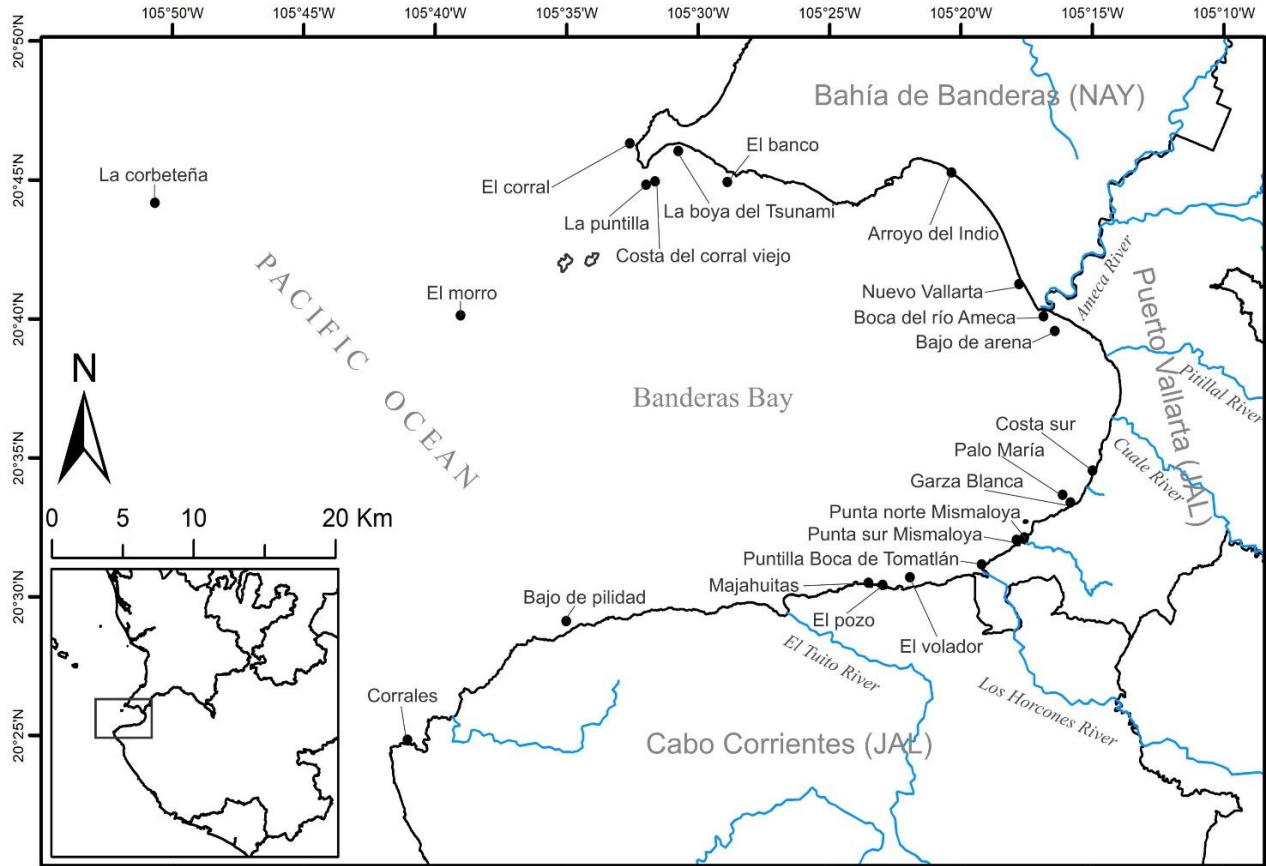 105°50'W 105°45'W 105°40'W 105°35'W 105°30'W 105°25'W 105°20'W 105°15'W 105°10'W
20°50'N
20°45'N
20°40'N
20°35'N
20°30'N
20°25'N
Bahía de Banderas (NAY)
El banco
La corbeteña
El corral
La boya del Tsunami
La puntilla
Arroyo del Indio
Costa del corral viejo
Ameca River
PACIFIC OCEAN
El morro
Nuevo Vallarta
Boca del río Ameca
Bajo de arena
Puerto Vallarta (JAL)
Pitillal River
N
Banderas Bay
Costa sur
Cuale River
Palo María
Garza Blanca
0 5 10 20 Km
Punta norte Mismaloya
Punta sur Mismaloya
Puntilla Boca de Tomatlán
Majahuitas
Bajo de pilidad
El pozo
El volador
El Tuito River
Los Horcones River
Corrales
Cabo Corrientes (JAL)